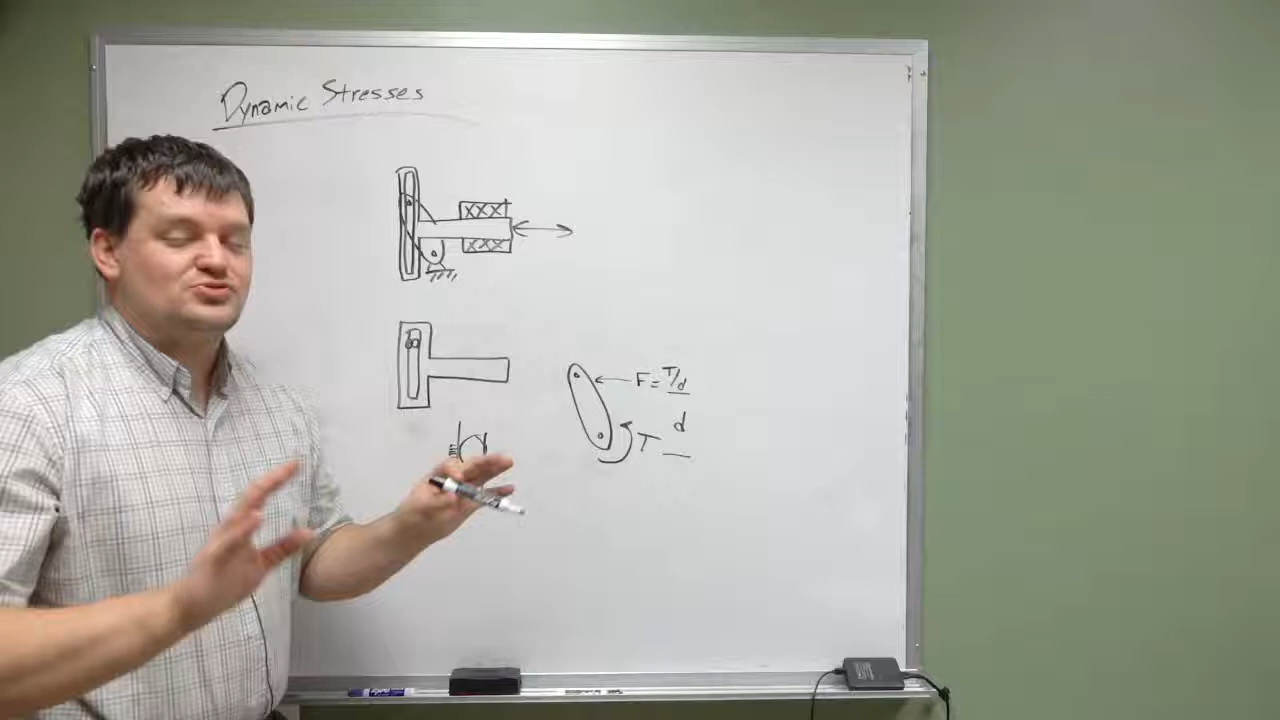 Dynamic Stresses
F = T/d
d
T